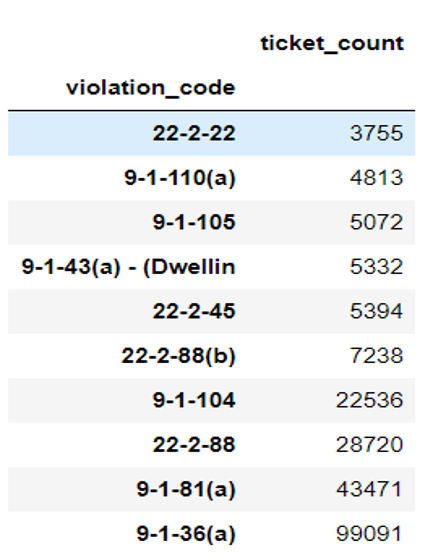 ticket_count
violation_code
22-2-22 3755
9-1-110(a) 4813
9-1-105 5072
9-1-43(a) - (Dwellin 5332
22-2-45 5394
22-2-88(b) 7238
9-1-104 22536
22-2-88 28720
9-1-81(a) 43471
9-1-36(a) 99091